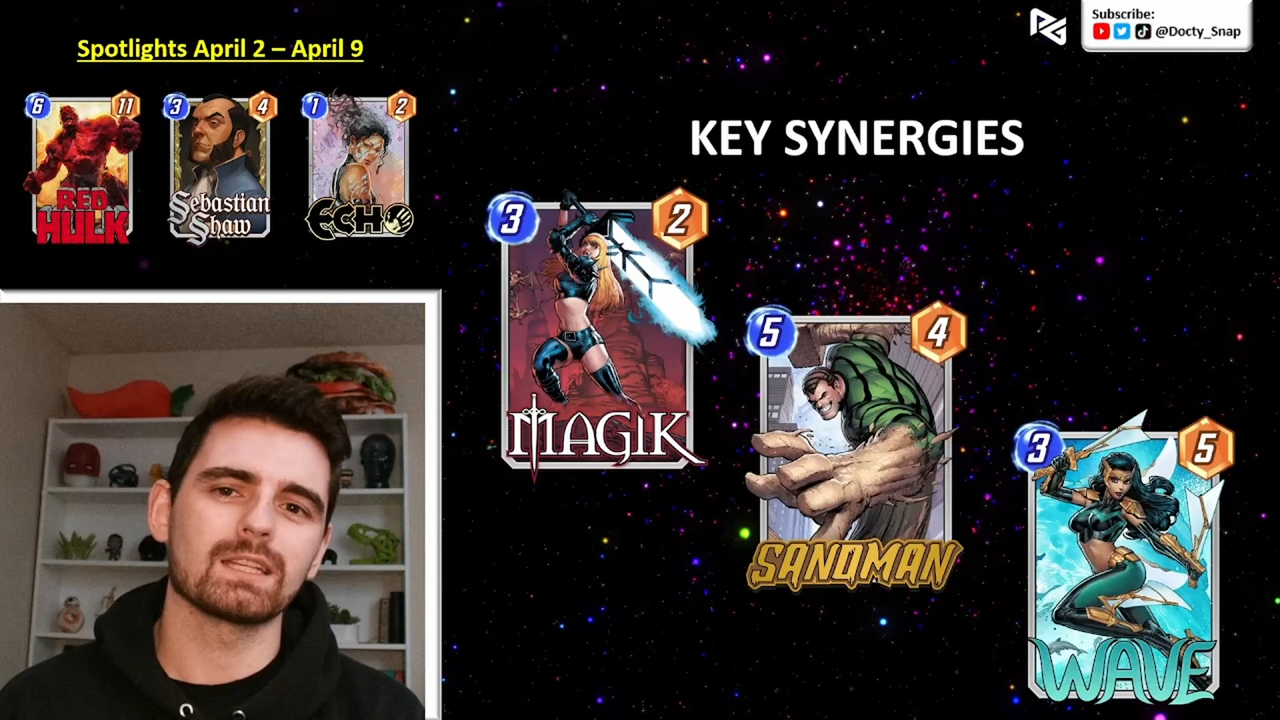 Spotlights April 2 – April 9
Subscribe:
@Docty_Snap
6
11
RED
HULK
3
4
Sebastian
Shaw
1
2
ECHO
KEY SYNERGIES
3
2
MAGIK
5
4
SANDMAN
3
5
WAVE